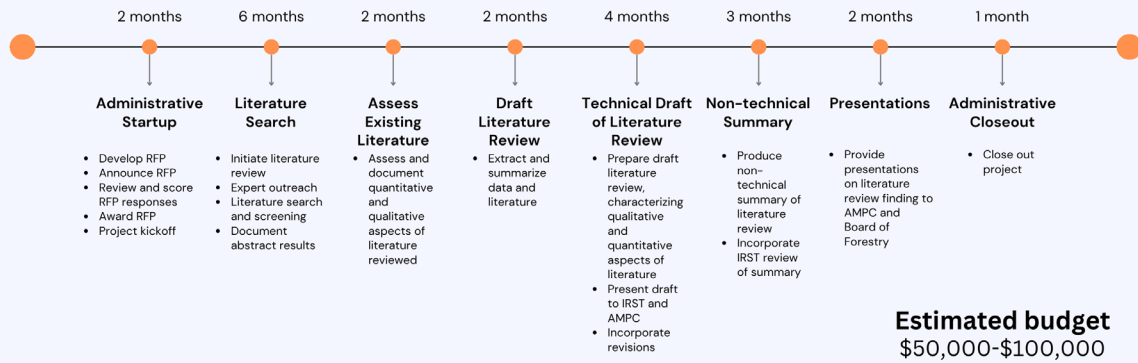 2 months
6 months
2 months
2 months
4 months
3 months
2 months
1 month
Administrative
Startup
• Develop RFP
• Announce RFP
• Review and score
RFP responses
• Award RFP
• Project kickoff
Literature
Search
• Initiate literature
review
• Expert outreach
• Literature search
and screening
• Document
abstract results
Assess
Existing
Literature
• Assess and
document
quantitative
and
qualitative
aspects of
literature
reviewed
Draft
Literature
Review
• Extract and
summarize
data and
literature
Technical Draft
of Literature
Review
• Prepare draft
literature
review,
characterizing
qualitative
and
quantitative
aspects of
literature
• Present draft
to IRST and
AMPC
• Incorporate
revisions
Non-technical
Summary
• Produce
non-
technical
summary of
literature
review
• Incorporate
IRST review
of summary
Presentations
• Provide
presentations
on literature
review finding to
AMPC and
Board of
Forestry
Administrative
Closeout
• Close out
project
Estimated budget
$50,000-$100,000